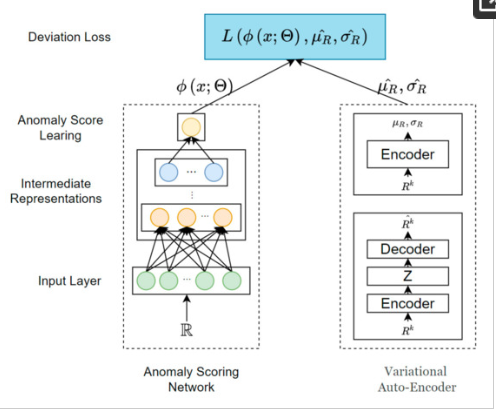 Deviation Loss
L (ϕ (x; Θ) , μ̂_R, σ̂_R)
ϕ (x; Θ)
μ̂_R, σ̂_R
Anomaly Score
Learing
Intermediate
Representations
...
...
...
Input Layer
...
ℝ
Anomaly Scoring
Network
μ_R, σ_R
Encoder
R^k
R̂^k
Decoder
Z
Encoder
R^k
Variational
Auto-Encoder